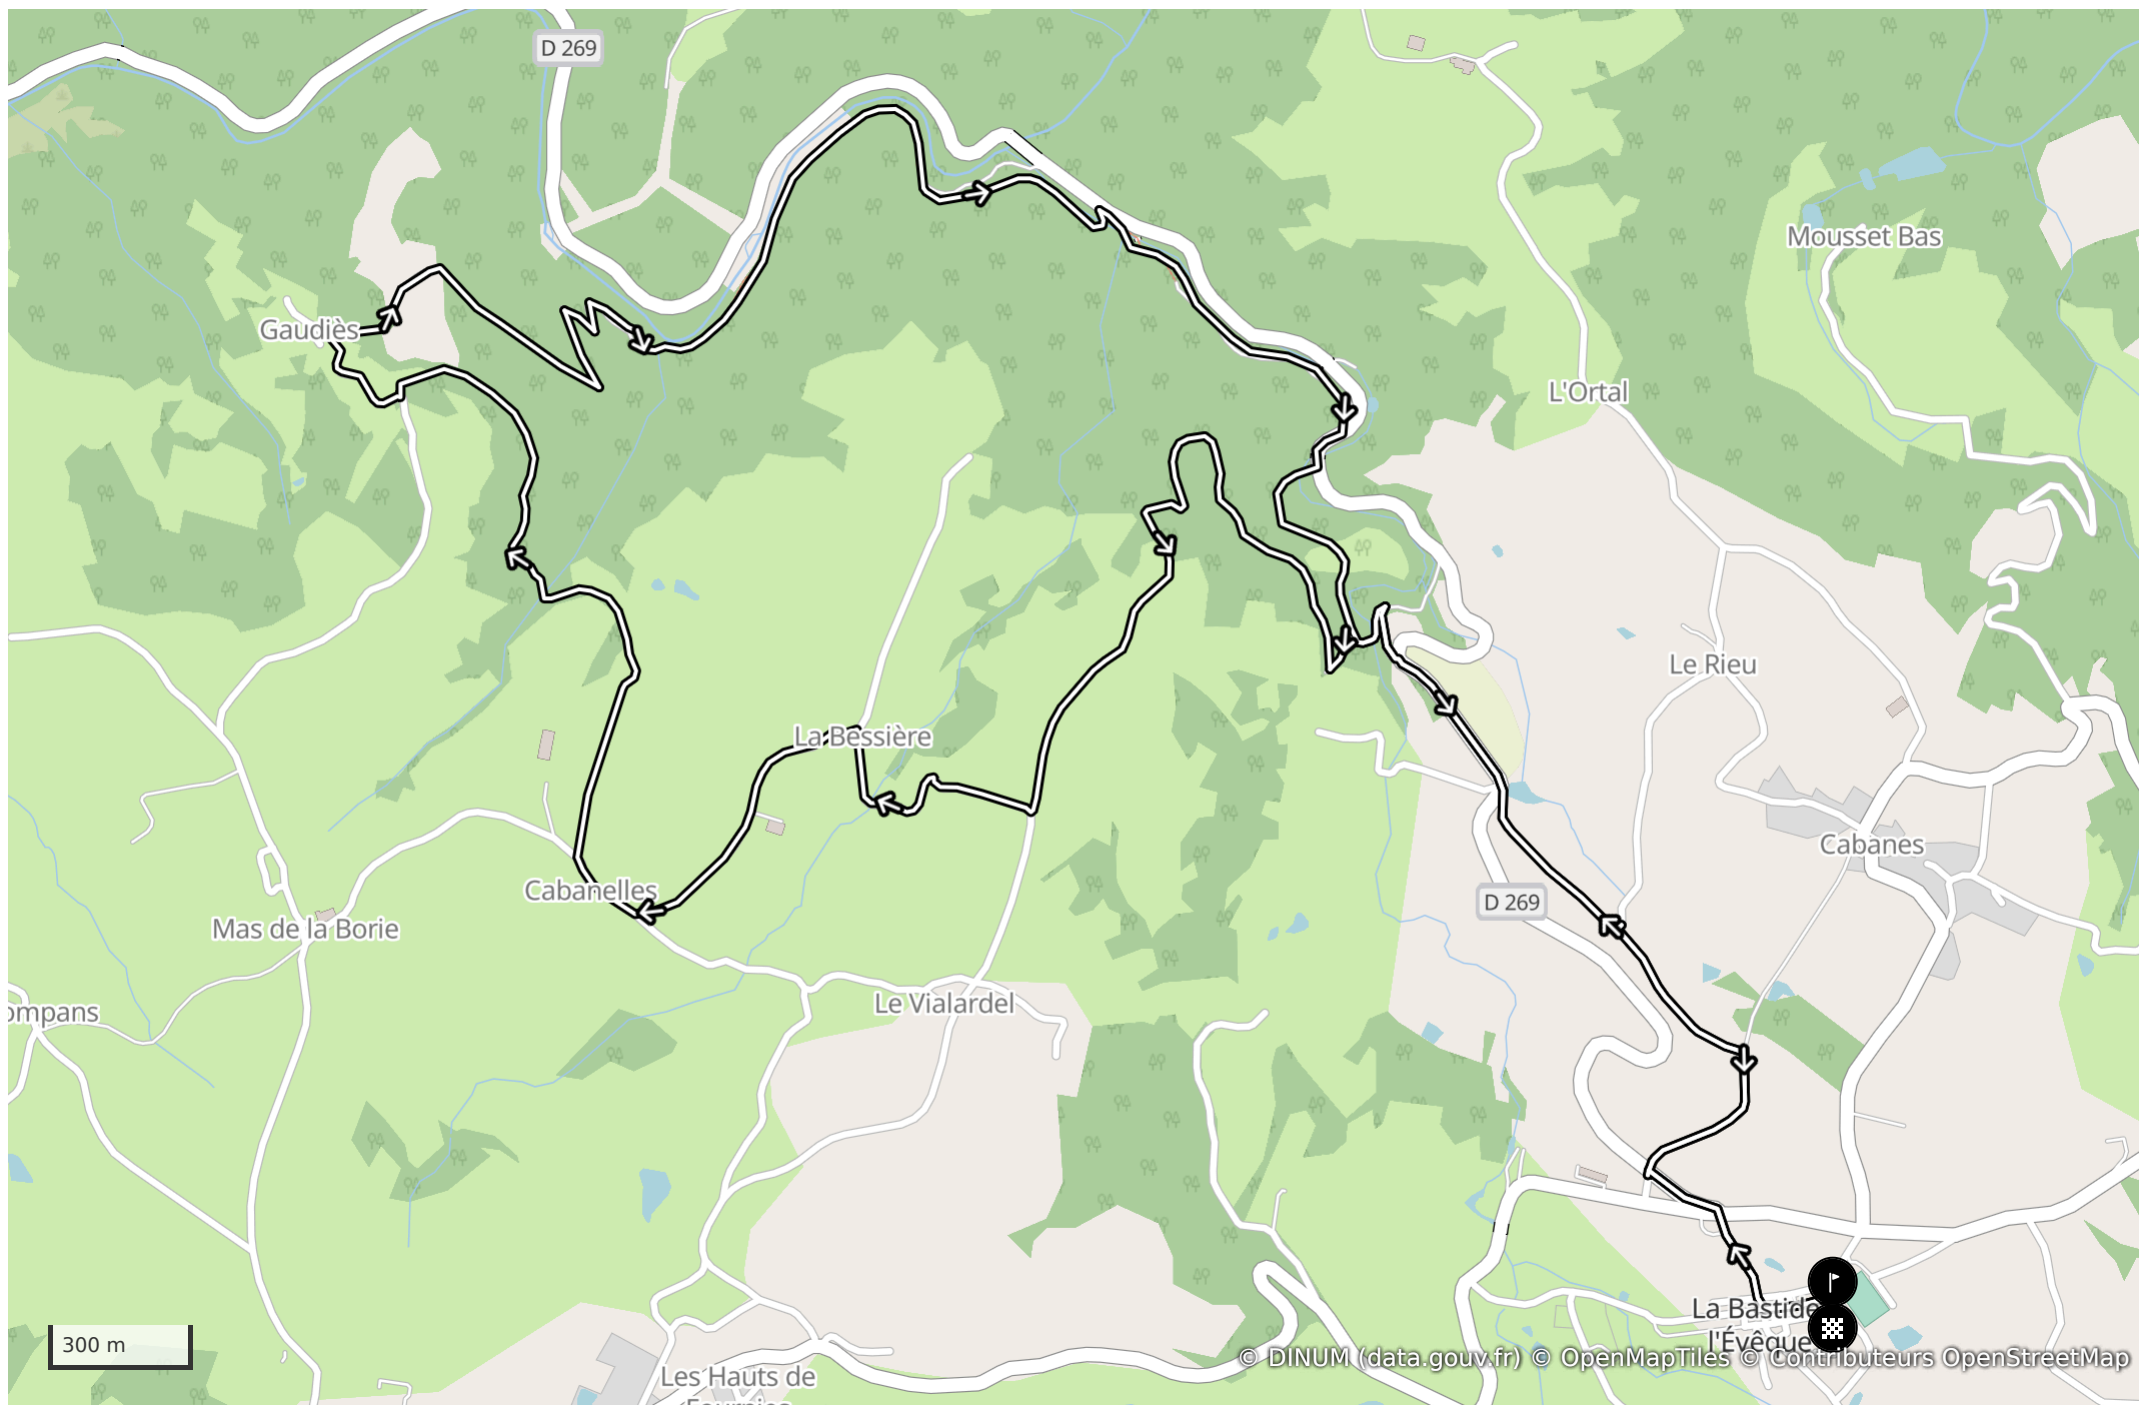 D 269
Mousset Bas
Gaudiès
L'Ortal
Le Rieu
La Bessière
Cabanes
Cabanelles
D 269
Mas de la Borie
Le Vialardel
ompans
La Bastide
l'Évêque
300 m
© DINUM (data.gouv.fr) © OpenMapTiles © Contributeurs OpenStreetMap
Les Hauts de